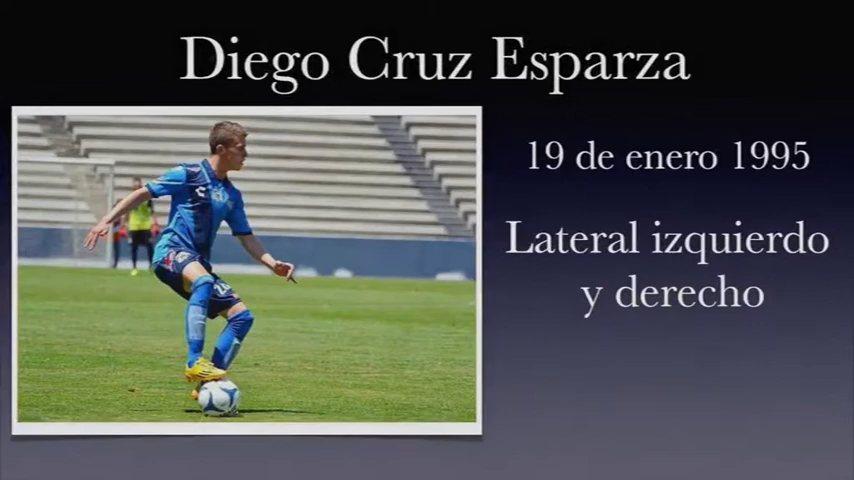 Diego Cruz Esparza
19 de enero 1995
Lateral izquierdo
y derecho